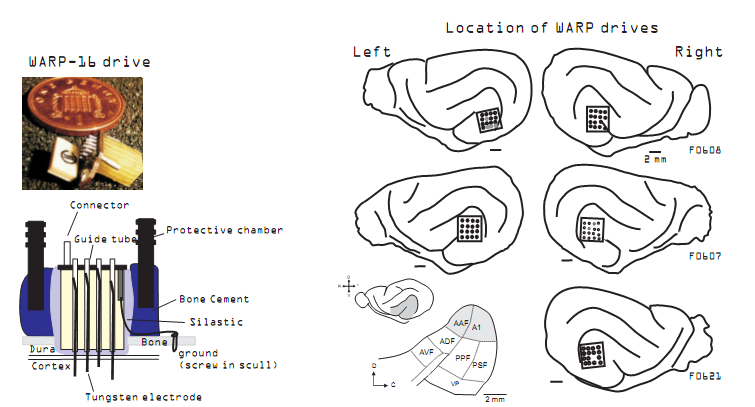 WARP-16 drive
Connector
Guide tube
Protective chamber
Bone Cement
Silastic
Bone
Dura
ground
(screw in scull)
Cortex
Tungsten electrode
Location of WARP drives
Left
Right
2 mm
F0608
F0607
AAF
A1
ADF
AVF
PPF
PSF
VP
D
C
2 mm
F0621